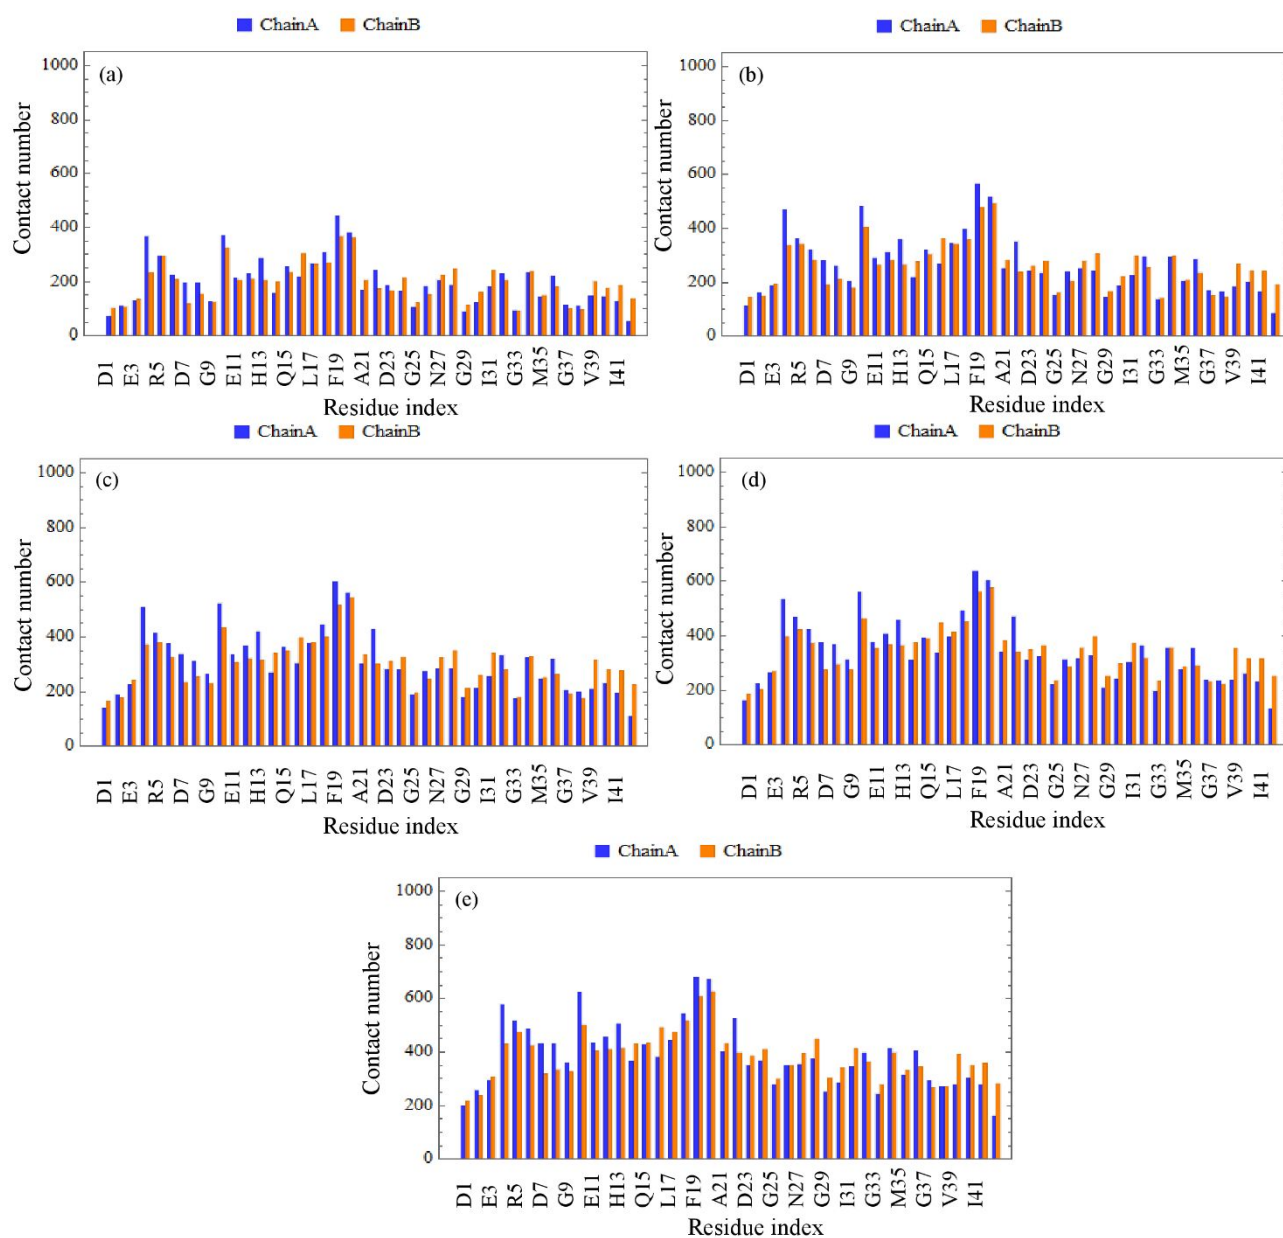 ChainA ChainB
ChainA ChainB
(a)
Contact number
1000
800
600
400
200
0
D1 E3 R5 D7 G9 E11 H13 Q15 L17 F19 A21 D23 G25 N27 G29 I31 G33 M35 G37 V39 I41
Residue index
(b)
Contact number
1000
800
600
400
200
0
D1 E3 R5 D7 G9 E11 H13 Q15 L17 F19 A21 D23 G25 N27 G29 I31 G33 M35 G37 V39 I41
Residue index
ChainA ChainB
ChainA ChainB
(c)
Contact number
1000
800
600
400
200
0
D1 E3 R5 D7 G9 E11 H13 Q15 L17 F19 A21 D23 G25 N27 G29 I31 G33 M35 G37 V39 I41
Residue index
(d)
Contact number
1000
800
600
400
200
0
D1 E3 R5 D7 G9 E11 H13 Q15 L17 F19 A21 D23 G25 N27 G29 I31 G33 M35 G37 V39 I41
Residue index
ChainA ChainB
(e)
Contact number
1000
800
600
400
200
0
D1 E3 R5 D7 G9 E11 H13 Q15 L17 F19 A21 D23 G25 N27 G29 I31 G33 M35 G37 V39 I41
Residue index